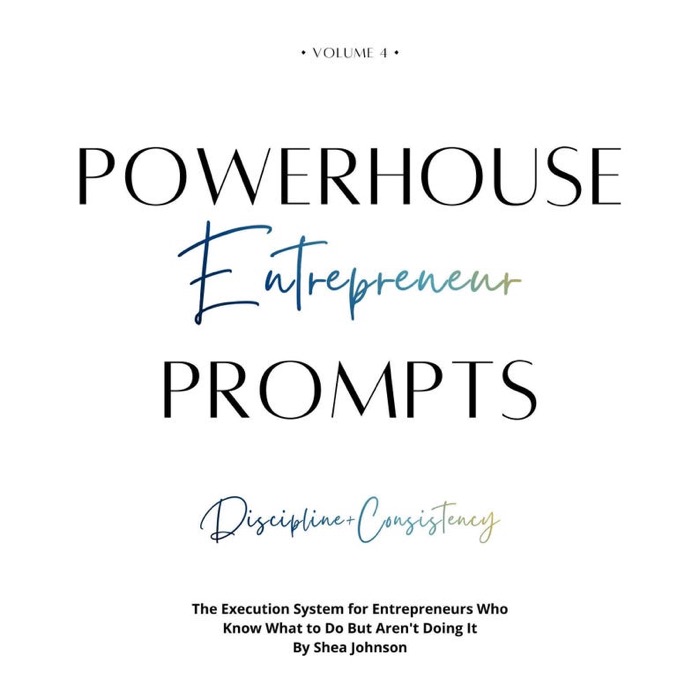 • VOLUME 4 •
POWERHOUSE
Entrepreneur
PROMPTS
Discipline+Consistency
The Execution System for Entrepreneurs Who
Know What to Do But Aren't Doing It
By Shea Johnson